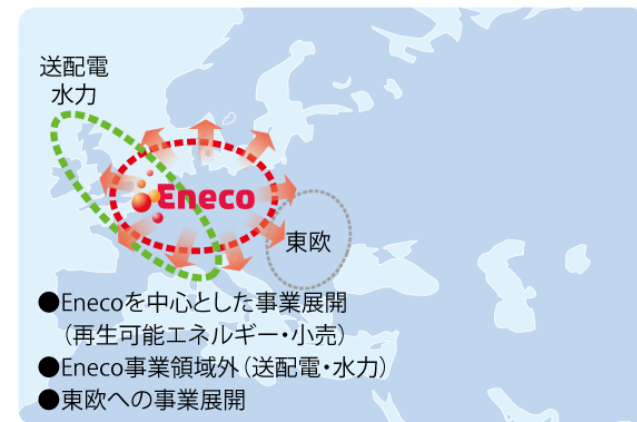 送配電
水力
Eneco
東欧
●Enecoを中心とした事業展開
（再生可能エネルギー・小売）
●Eneco事業領域外（送配電・水力）
●東欧への事業展開